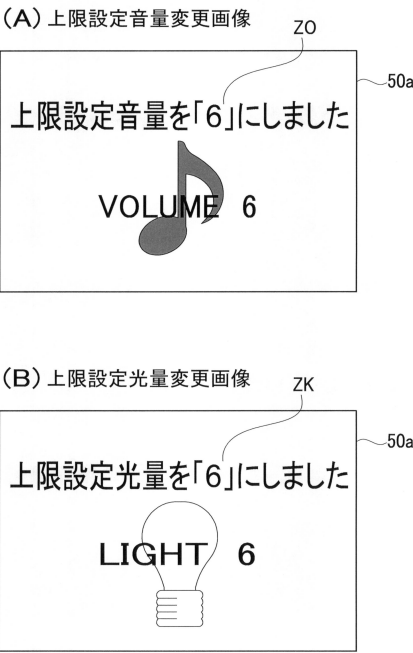 (A)上限設定音量変更画像
ZO
50a
上限設定音量を「6」にしました
VOLUME 6
(B)上限設定光量変更画像
ZK
50a
上限設定光量を「6」にしました
LIGHT 6